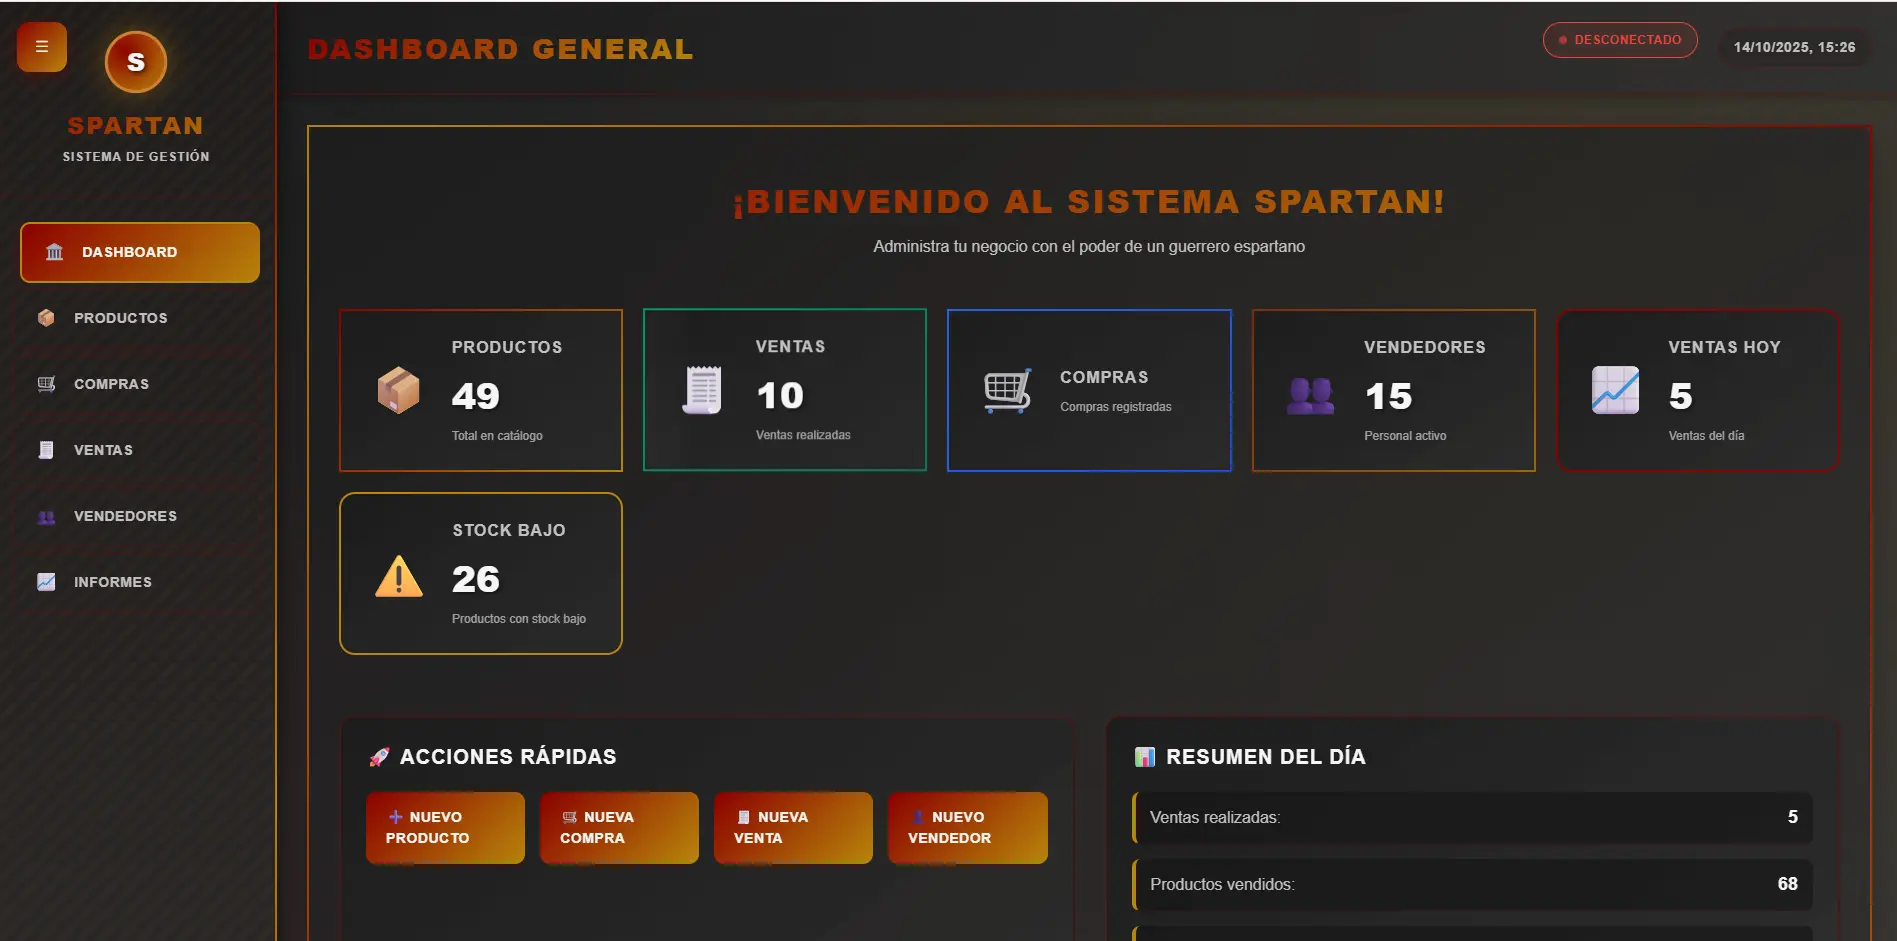 ☰
S
SPARTAN
SISTEMA DE GESTIÓN
DASHBOARD
PRODUCTOS
COMPRAS
VENTAS
VENDEDORES
INFORMES
DASHBOARD GENERAL
DESCONECTADO
14/10/2025, 15:26
¡BIENVENIDO AL SISTEMA SPARTAN!
Administra tu negocio con el poder de un guerrero espartano
PRODUCTOS
49
Total en catálogo
VENTAS
10
Ventas realizadas
COMPRAS
Compras registradas
VENDEDORES
15
Personal activo
VENTAS HOY
5
Ventas del día
STOCK BAJO
26
Productos con stock bajo
ACCIONES RÁPIDAS
NUEVO
PRODUCTO
NUEVA
COMPRA
NUEVA
VENTA
NUEVO
VENDEDOR
RESUMEN DEL DÍA
Ventas realizadas: 5
Productos vendidos: 68